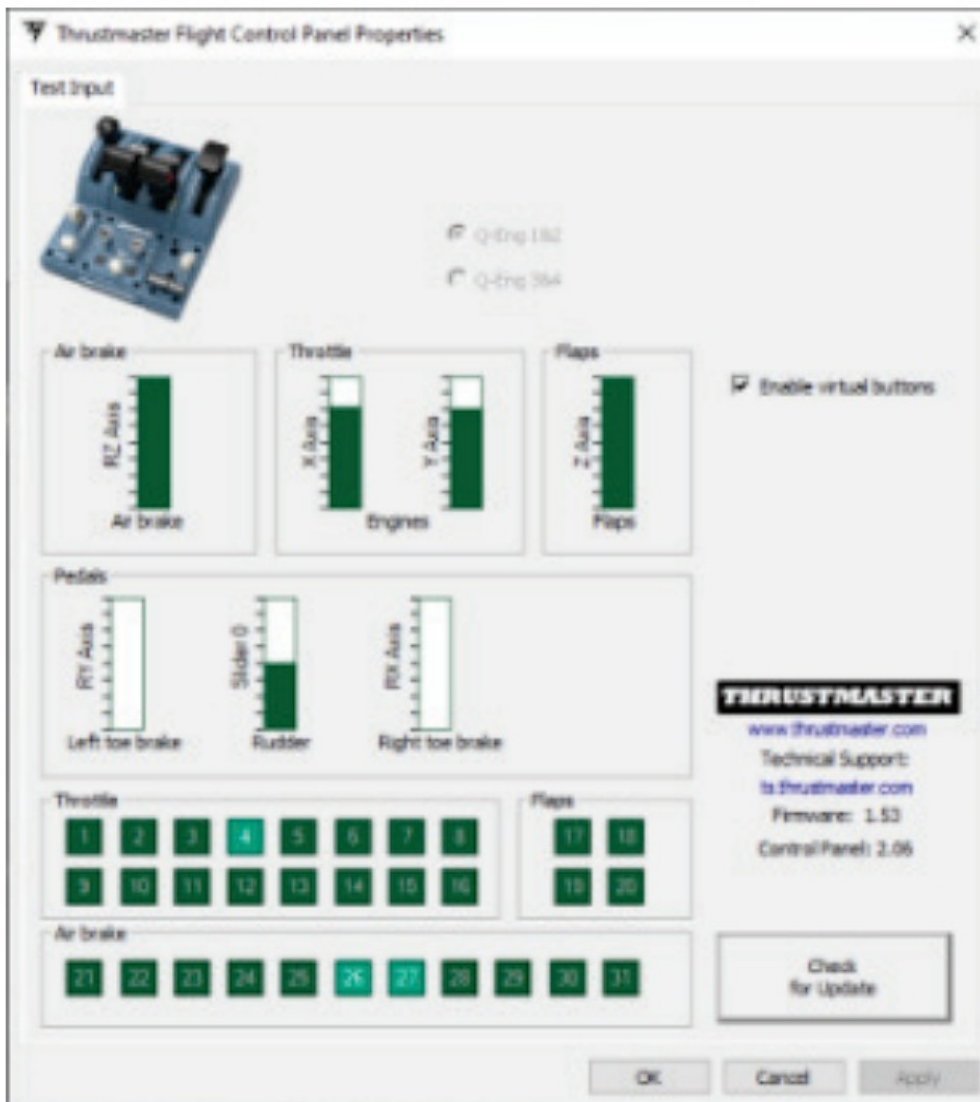 Thrustmaster Flight Control Panel Properties
Test Input
Q-Eng 1&2
Q-Eng 3&4
Air brake
RZ Axis
Air brake
Throttle
X Axis
Y Axis
Engines
Flaps
Z Axis
Flaps
Enable virtual buttons
Pedals
RY Axis
Left toe brake
Slider 0
Rudder
RX Axis
Right toe brake
THRUSTMASTER
www.thrustmaster.com
Technical Support:
ts.thrustmaster.com
Firmware: 1.53
Control Panel: 2.06
Throttle
1 2 3 4 5 6 7 8
9 10 11 12 13 14 15 16
Flaps
17 18
19 20
Air brake
21 22 23 24 25 26 27 28 29 30 31
Check
for Update
OK Cancel Apply